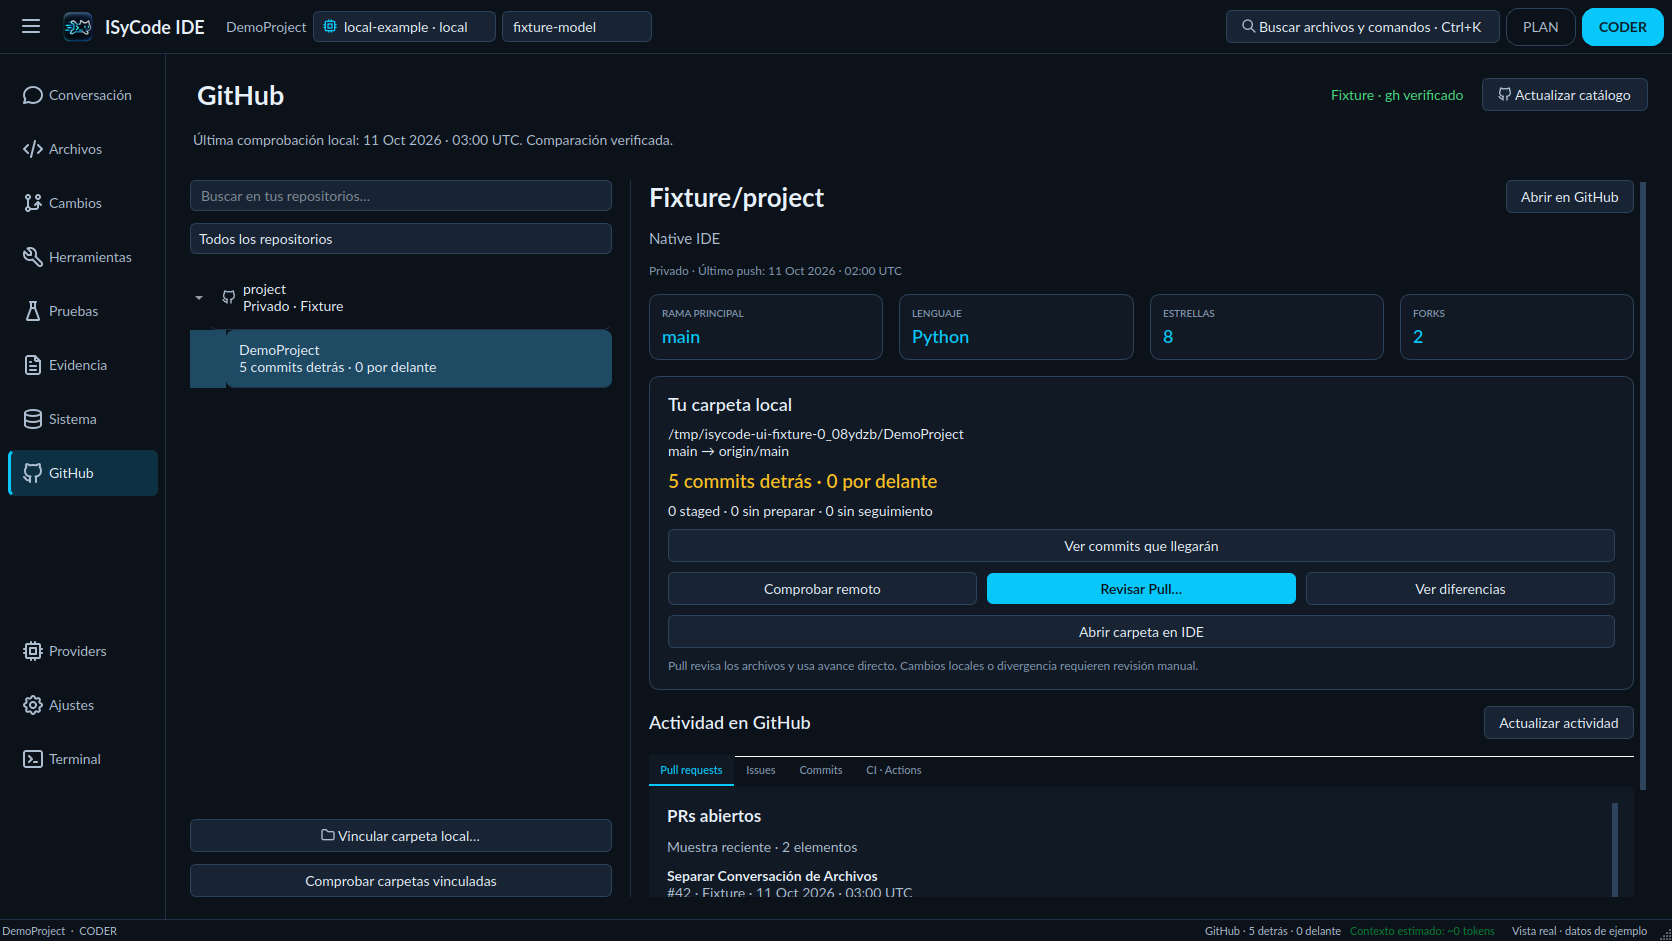 ISyCode IDE
DemoProject
local-example · local
fixture-model
Buscar archivos y comandos · Ctrl+K
PLAN
CODER
Conversación
Archivos
Cambios
Herramientas
Pruebas
Evidencia
Sistema
GitHub
Providers
Ajustes
Terminal
GitHub
Fixture · gh verificado
Actualizar catálogo
Última comprobación local: 11 Oct 2026 · 03:00 UTC. Comparación verificada.
Buscar en tus repositorios...
Todos los repositorios
project
Privado · Fixture
DemoProject
5 commits detrás · 0 por delante
Vincular carpeta local...
Comprobar carpetas vinculadas
Fixture/project
Abrir en GitHub
Native IDE
Privado · Último push: 11 Oct 2026 · 02:00 UTC
RAMA PRINCIPAL
main
LENGUAJE
Python
ESTRELLAS
8
FORKS
2
Tu carpeta local
/tmp/isycode-ui-fixture-0_08ydzb/DemoProject
main → origin/main
5 commits detrás · 0 por delante
0 staged · 0 sin preparar · 0 sin seguimiento
Ver commits que llegarán
Comprobar remoto
Revisar Pull...
Ver diferencias
Abrir carpeta en IDE
Pull revisa los archivos y usa avance directo. Cambios locales o divergencia requieren revisión manual.
Actividad en GitHub
Actualizar actividad
Pull requests
Issues
Commits
CI · Actions
PRs abiertos
Muestra reciente · 2 elementos
Separar Conversación de Archivos
#42 · Fixture · 11 Oct 2026 · 03:00 UTC
DemoProject · CODER
GitHub · 5 detrás · 0 delante
Contexto estimado: ~0 tokens
Vista real · datos de ejemplo